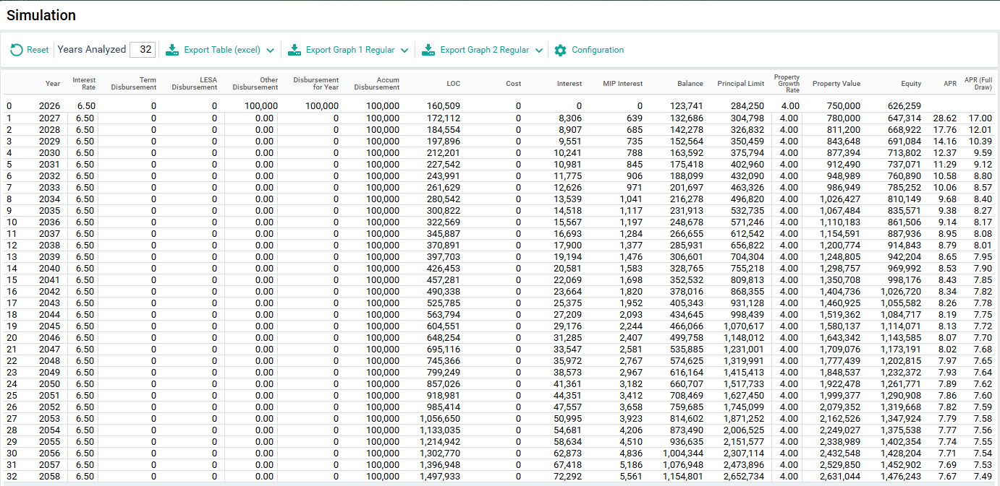 Simulation
Reset Years Analyzed 32 Export Table (excel) Export Graph 1 Regular Export Graph 2 Regular Configuration
Year Interest Rate Term Disbursement LESA Disbursement Other Disbursement Disbursement for Year Accum Disbursement LOC Cost Interest MIP Interest Balance Principal Limit Property Growth Rate Property Value Equity APR APR (Full Draw)
0 2026 6.50 0 0 100,000 100,000 100,000 160,509 0 0 0 123,741 284,250 4.00 750,000 626,259
1 2027 6.50 0 0 0.00 0 100,000 172,112 0 8,306 639 132,686 304,798 4.00 780,000 647,314 28.62 17.00
2 2028 6.50 0 0 0.00 0 100,000 184,554 0 8,907 685 142,278 326,832 4.00 811,200 668,922 17.76 12.01
3 2029 6.50 0 0 0.00 0 100,000 197,896 0 9,551 735 152,564 350,459 4.00 843,648 691,084 14.16 10.39
4 2030 6.50 0 0 0.00 0 100,000 212,201 0 10,241 788 163,592 375,794 4.00 877,394 713,802 12.37 9.59
5 2031 6.50 0 0 0.00 0 100,000 227,542 0 10,981 845 175,418 402,960 4.00 912,490 737,071 11.29 9.12
6 2032 6.50 0 0 0.00 0 100,000 243,991 0 11,775 906 188,099 432,090 4.00 948,989 760,890 10.58 8.80
7 2033 6.50 0 0 0.00 0 100,000 261,629 0 12,626 971 201,697 463,326 4.00 986,949 785,252 10.06 8.57
8 2034 6.50 0 0 0.00 0 100,000 280,542 0 13,539 1,041 216,278 496,820 4.00 1,026,427 810,149 9.68 8.40
9 2035 6.50 0 0 0.00 0 100,000 300,822 0 14,518 1,117 231,913 532,735 4.00 1,067,484 835,571 9.38 8.27
10 2036 6.50 0 0 0.00 0 100,000 322,569 0 15,567 1,197 248,678 571,246 4.00 1,110,183 861,506 9.14 8.17
11 2037 6.50 0 0 0.00 0 100,000 345,887 0 16,693 1,284 266,655 612,542 4.00 1,154,591 887,936 8.95 8.08
12 2038 6.50 0 0 0.00 0 100,000 370,891 0 17,900 1,377 285,931 656,822 4.00 1,200,774 914,843 8.79 8.01
13 2039 6.50 0 0 0.00 0 100,000 397,703 0 19,194 1,476 306,601 704,304 4.00 1,248,805 942,204 8.65 7.95
14 2040 6.50 0 0 0.00 0 100,000 426,453 0 20,581 1,583 328,765 755,218 4.00 1,298,757 969,992 8.53 7.90
15 2041 6.50 0 0 0.00 0 100,000 457,281 0 22,069 1,698 352,532 809,813 4.00 1,350,708 998,176 8.43 7.85
16 2042 6.50 0 0 0.00 0 100,000 490,338 0 23,664 1,820 378,016 868,355 4.00 1,404,736 1,026,720 8.34 7.82
17 2043 6.50 0 0 0.00 0 100,000 525,785 0 25,375 1,952 405,343 931,128 4.00 1,460,925 1,055,582 8.26 7.78
18 2044 6.50 0 0 0.00 0 100,000 563,794 0 27,209 2,093 434,645 998,439 4.00 1,519,362 1,084,717 8.19 7.75
19 2045 6.50 0 0 0.00 0 100,000 604,551 0 29,176 2,244 466,066 1,070,617 4.00 1,580,137 1,114,071 8.13 7.72
20 2046 6.50 0 0 0.00 0 100,000 648,254 0 31,285 2,407 499,758 1,148,012 4.00 1,643,342 1,143,585 8.07 7.70
21 2047 6.50 0 0 0.00 0 100,000 695,116 0 33,547 2,581 535,885 1,231,001 4.00 1,709,076 1,173,191 8.02 7.68
22 2048 6.50 0 0 0.00 0 100,000 745,366 0 35,972 2,767 574,625 1,319,991 4.00 1,777,439 1,202,815 7.97 7.65
23 2049 6.50 0 0 0.00 0 100,000 799,249 0 38,573 2,967 616,164 1,415,413 4.00 1,848,537 1,232,372 7.93 7.64
24 2050 6.50 0 0 0.00 0 100,000 857,026 0 41,361 3,182 660,707 1,517,733 4.00 1,922,478 1,261,771 7.89 7.62
25 2051 6.50 0 0 0.00 0 100,000 918,981 0 44,351 3,412 708,469 1,627,450 4.00 1,999,377 1,290,908 7.86 7.60
26 2052 6.50 0 0 0.00 0 100,000 985,414 0 47,557 3,658 759,685 1,745,099 4.00 2,079,352 1,319,668 7.82 7.59
27 2053 6.50 0 0 0.00 0 100,000 1,056,650 0 50,995 3,923 814,602 1,871,252 4.00 2,162,526 1,347,924 7.79 7.58
28 2054 6.50 0 0 0.00 0 100,000 1,133,035 0 54,681 4,206 873,490 2,006,525 4.00 2,249,027 1,375,538 7.77 7.56
29 2055 6.50 0 0 0.00 0 100,000 1,214,942 0 58,634 4,510 936,635 2,151,577 4.00 2,338,989 1,402,354 7.74 7.55
30 2056 6.50 0 0 0.00 0 100,000 1,302,770 0 62,873 4,836 1,004,344 2,307,114 4.00 2,432,548 1,428,204 7.71 7.54
31 2057 6.50 0 0 0.00 0 100,000 1,396,948 0 67,418 5,186 1,076,948 2,473,896 4.00 2,529,850 1,452,902 7.69 7.53
32 2058 6.50 0 0 0.00 0 100,000 1,497,933 0 72,292 5,561 1,154,801 2,652,734 4.00 2,631,044 1,476,243 7.67 7.49